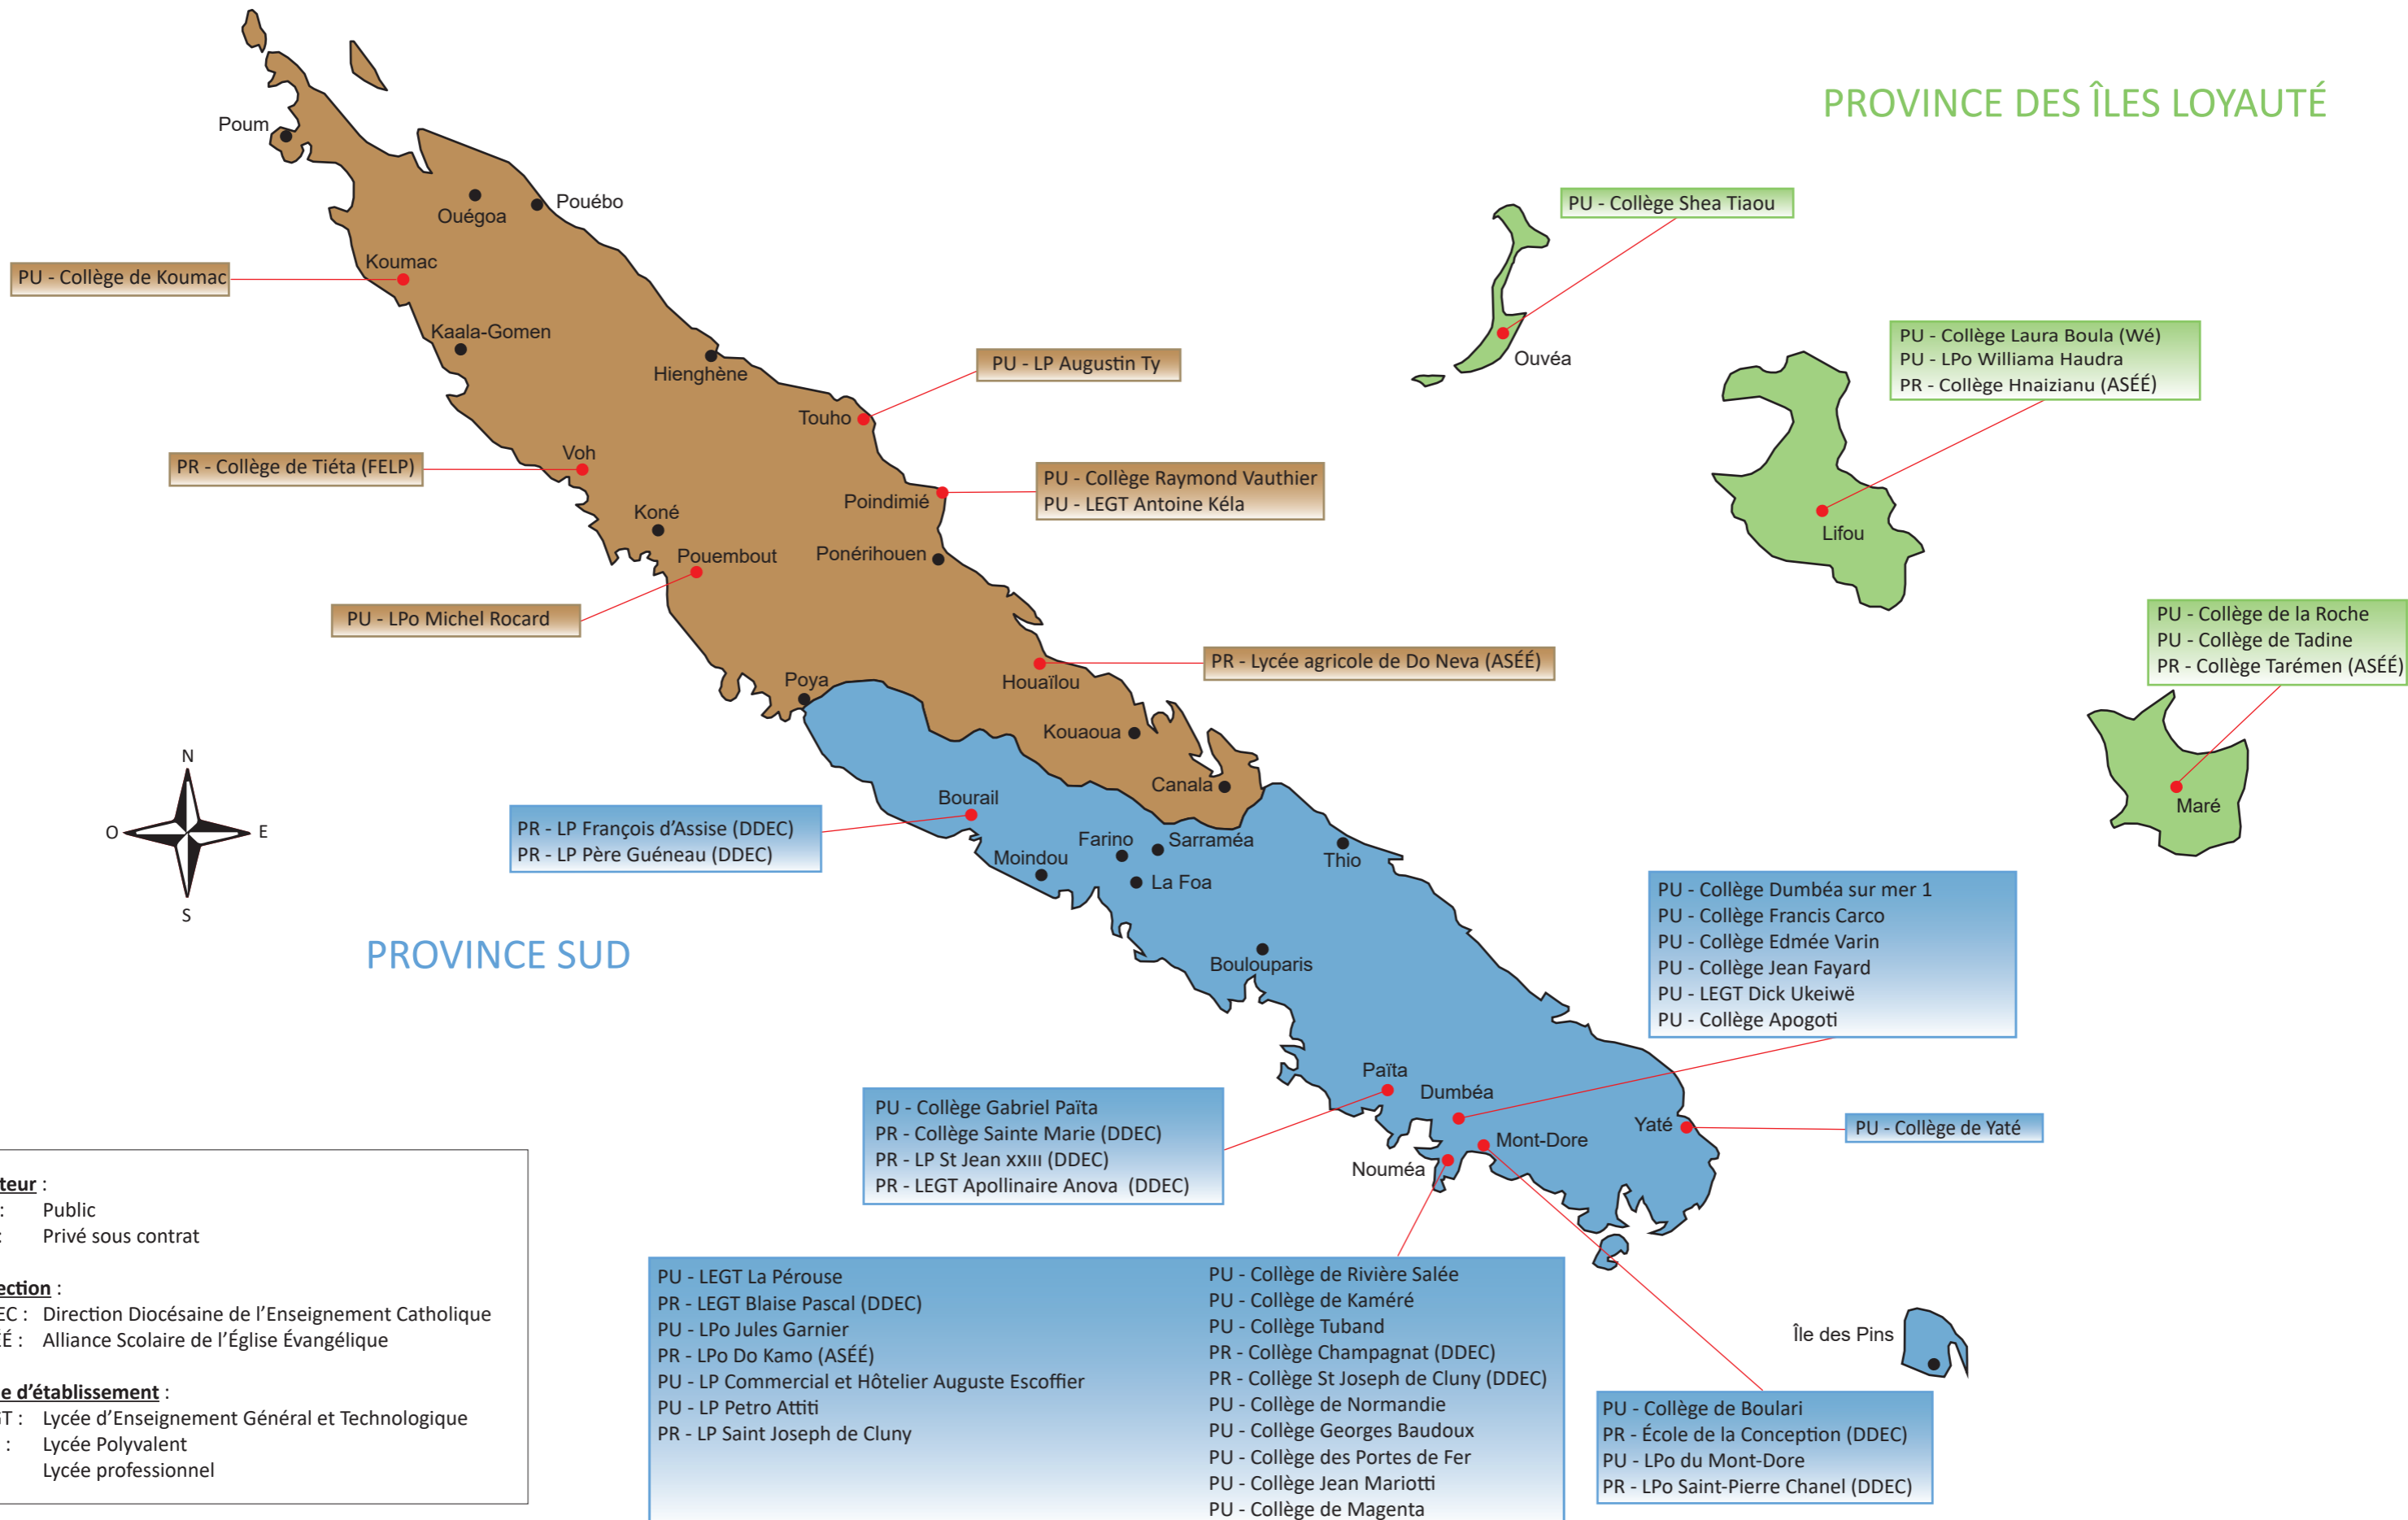 PROVINCE DES ÎLES LOYAUTÉ
Poum
Ouégoa
Pouébo
PU - Collège Shea Tiaou
Koumac
PU - Collège de Koumac
Kaala-Gomen
Hienghène
PU - LP Augustin Ty
Touho
Ouvéa
PU - Collège Laura Boula (Wé)
PU - LPo Williama Haudra
PR - Collège Hnaizianu (ASÉÉ)
Voh
PR - Collège de Tiéta (FELP)
PU - Collège Raymond Vauthier
PU - LEGT Antoine Kéla
Poindimié
Koné
Lifou
Pouembout
Ponérihouen
PU - LPo Michel Rocard
PU - Collège de la Roche
PU - Collège de Tadine
PR - Collège Tarémen (ASÉÉ)
PR - Lycée agricole de Do Neva (ASÉÉ)
Houaïlou
Poya
Kouaoua
Canala
Maré
N
O
E
S
Bourail
PR - LP François d'Assise (DDEC)
PR - LP Père Guéneau (DDEC)
Farino
Sarraméa
Moindou
La Foa
Thio
PROVINCE SUD
Boulouparis
PU - Collège Dumbéa sur mer 1
PU - Collège Francis Carco
PU - Collège Edmée Varin
PU - Collège Jean Fayard
PU - LEGT Dick Ukeiwë
PU - Collège Apogoti
Païta
Dumbéa
PU - Collège Gabriel Païta
PR - Collège Sainte Marie (DDEC)
PR - LP St Jean XXIII (DDEC)
PR - LEGT Apollinaire Anova (DDEC)
Mont-Dore
Nouméa
Yaté
PU - Collège de Yaté
teur :
: Public
: Privé sous contrat
ection :
EC : Direction Diocésaine de l'Enseignement Catholique
ÉÉ : Alliance Scolaire de l'Église Évangélique
e d'établissement :
GT : Lycée d'Enseignement Général et Technologique
: Lycée Polyvalent
Lycée professionnel
PU - LEGT La Pérouse
PR - LEGT Blaise Pascal (DDEC)
PU - LPo Jules Garnier
PR - LPo Do Kamo (ASÉÉ)
PU - LP Commercial et Hôtelier Auguste Escoffier
PU - LP Petro Attiti
PR - LP Saint Joseph de Cluny
PU - Collège de Rivière Salée
PU - Collège de Kaméré
PU - Collège Tuband
PR - Collège Champagnat (DDEC)
PR - Collège St Joseph de Cluny (DDEC)
PU - Collège de Normandie
PU - Collège Georges Baudoux
PU - Collège des Portes de Fer
PU - Collège Jean Mariotti
PU - Collège de Magenta
Île des Pins
PU - Collège de Boulari
PR - École de la Conception (DDEC)
PU - LPo du Mont-Dore
PR - LPo Saint-Pierre Chanel (DDEC)